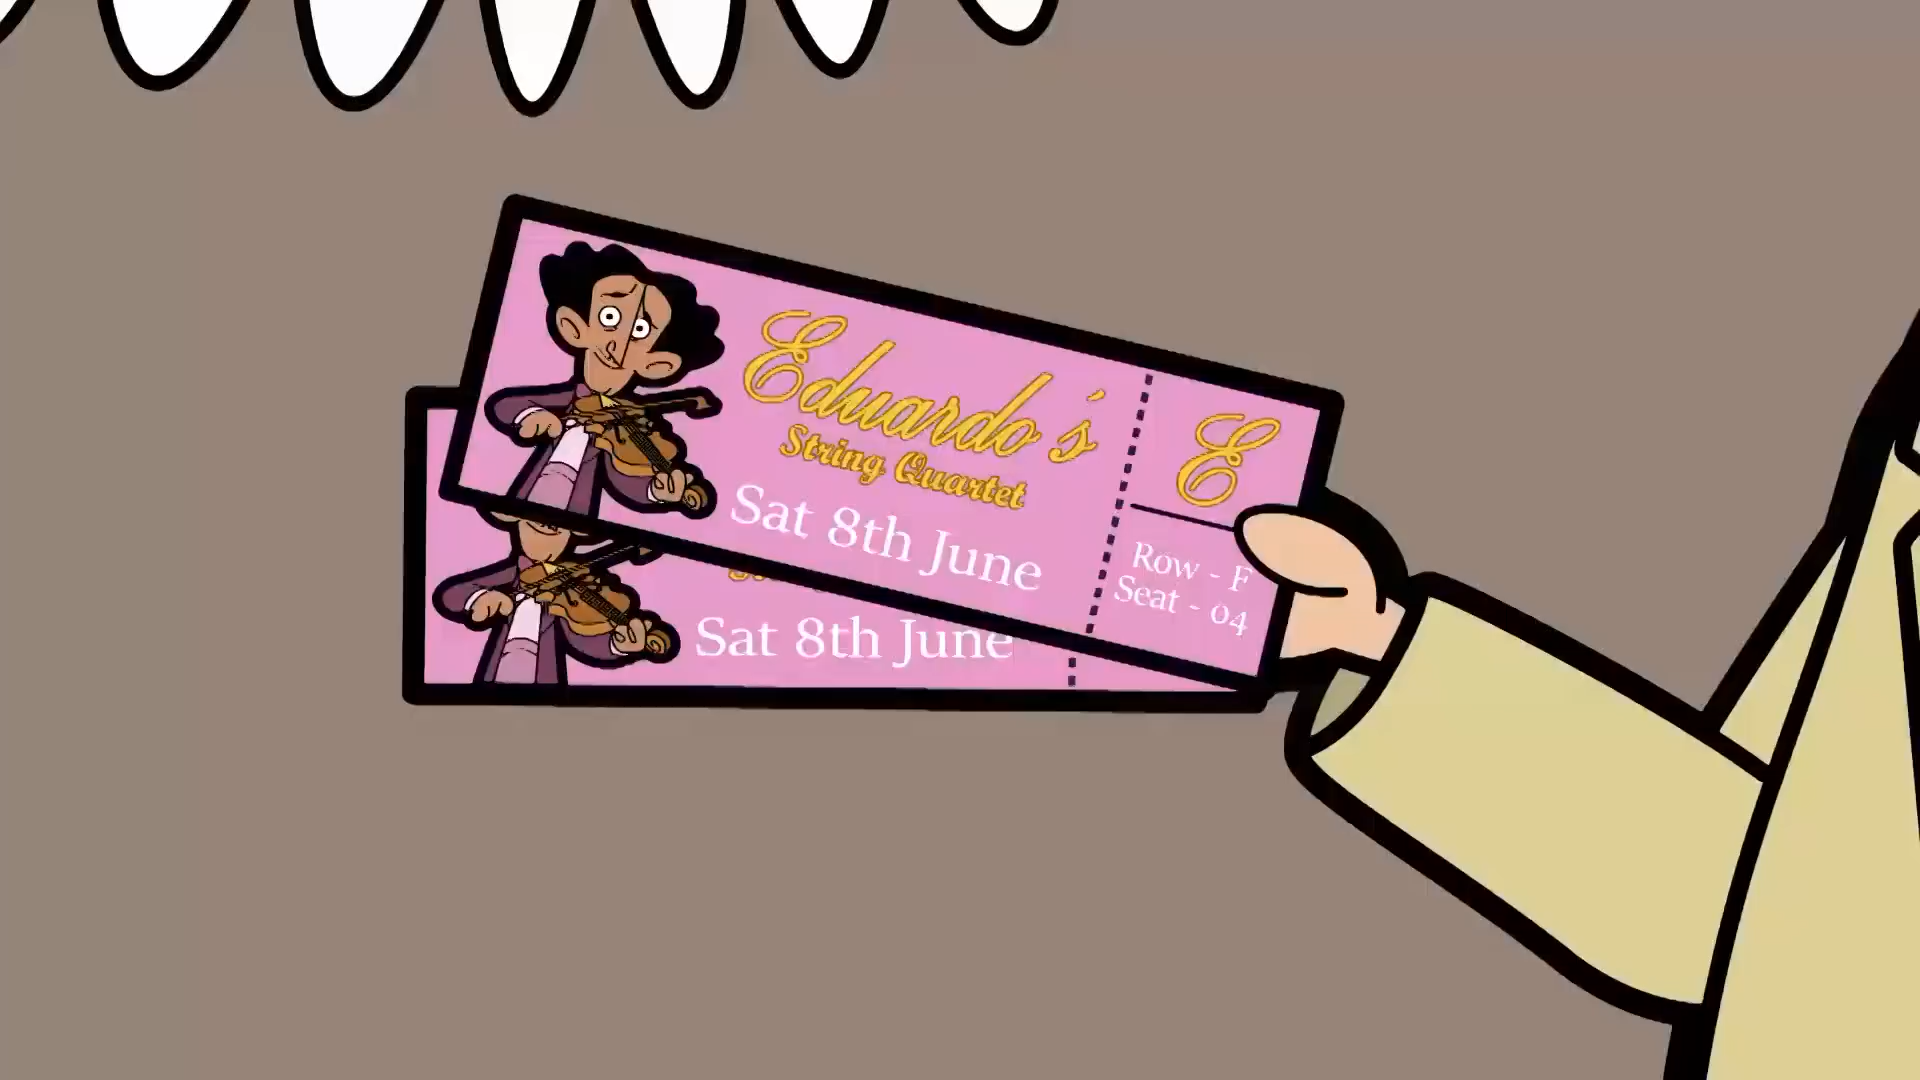 Eduardo's
String Quartet
Sat 8th June
E
Row - F
Seat - 04
Sat 8th June